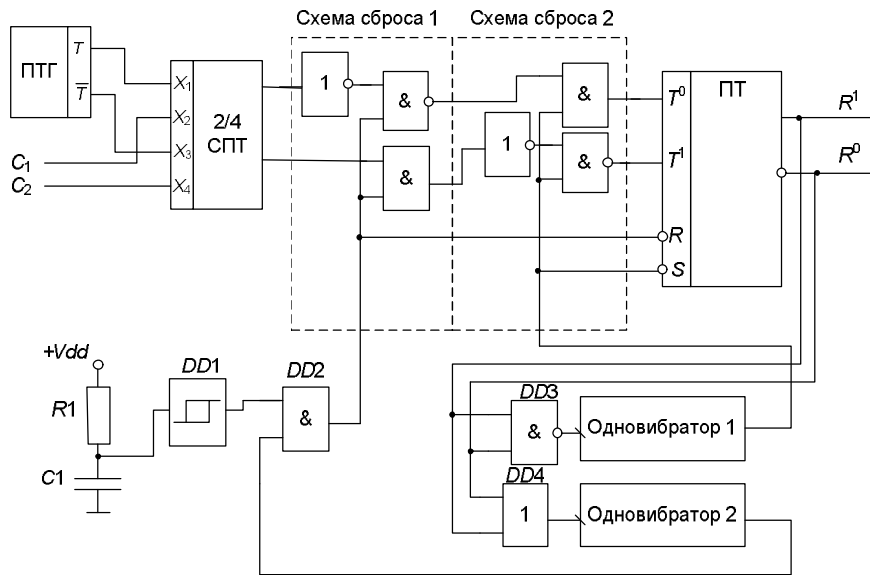 Схема сброса 1
Схема сброса 2
ПТГ
T
T̅
X₁
X₂
X₃
X₄
2/4
СПТ
C₁
C₂
1
&
&
1
&
&
T⁰
T¹
R
S
ПТ
R¹
R⁰
+Vdd
R1
C1
DD1
DD2
&
DD3
&
Одновибратор 1
DD4
1
Одновибратор 2